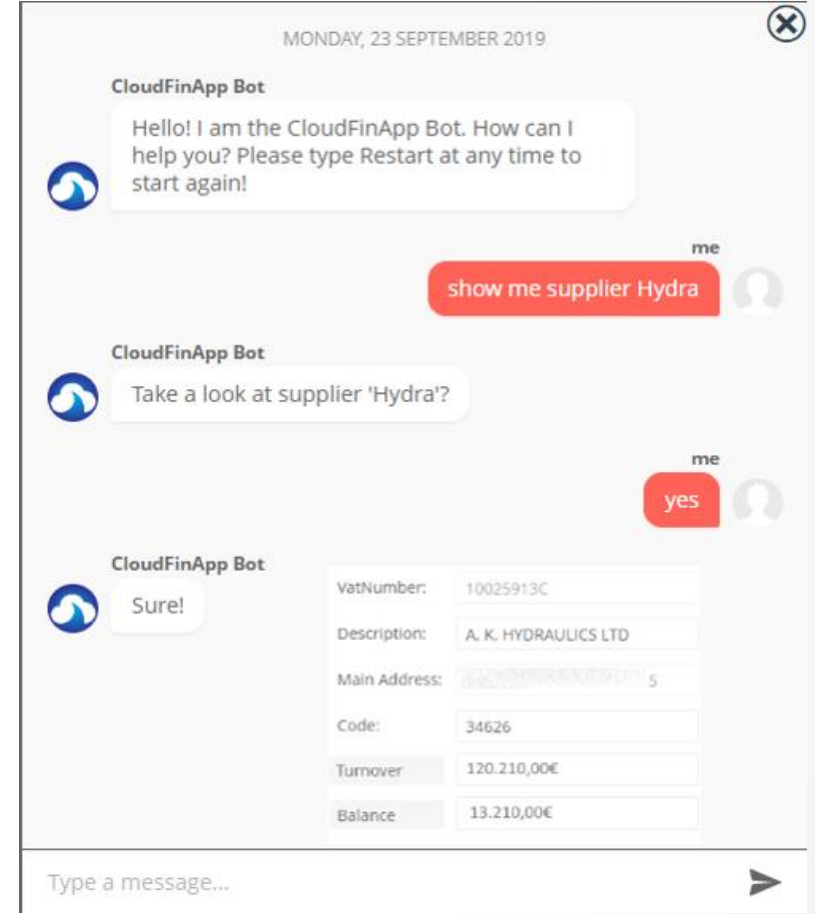 MONDAY, 23 SEPTEMBER 2019
CloudFinApp Bot
Hello! I am the CloudFinApp Bot. How can I
help you? Please type Restart at any time to
start again!
me
show me supplier Hydra
CloudFinApp Bot
Take a look at supplier 'Hydra'?
me
yes
CloudFinApp Bot
Sure!
VatNumber: 10025913C
Description: A. K. HYDRAULICS LTD
Main Address: 5
Code: 34626
Turnover 120.210,00€
Balance 13.210,00€
Type a message...